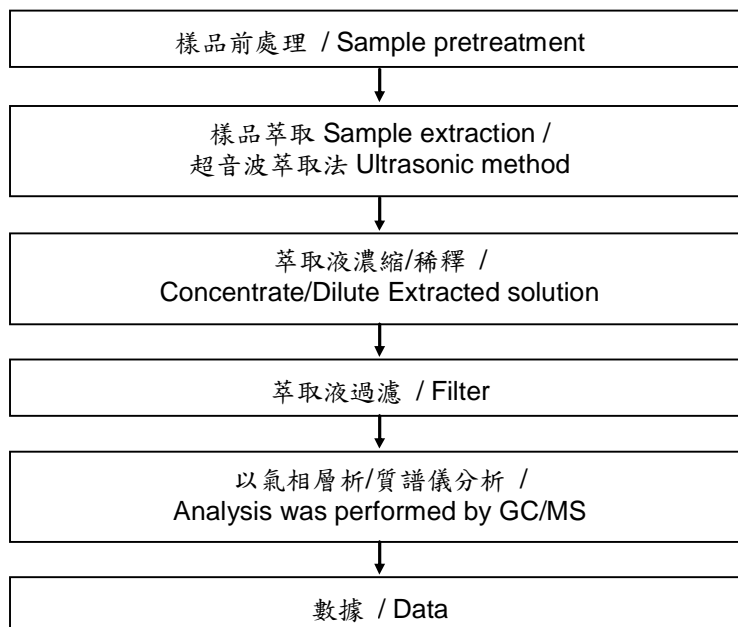 樣品前處理 / Sample pretreatment
樣品萃取 Sample extraction /
超音波萃取法 Ultrasonic method
萃取液濃縮/稀釋 /
Concentrate/Dilute Extracted solution
萃取液過濾 / Filter
以氣相層析/質譜儀分析 /
Analysis was performed by GC/MS
數據 / Data